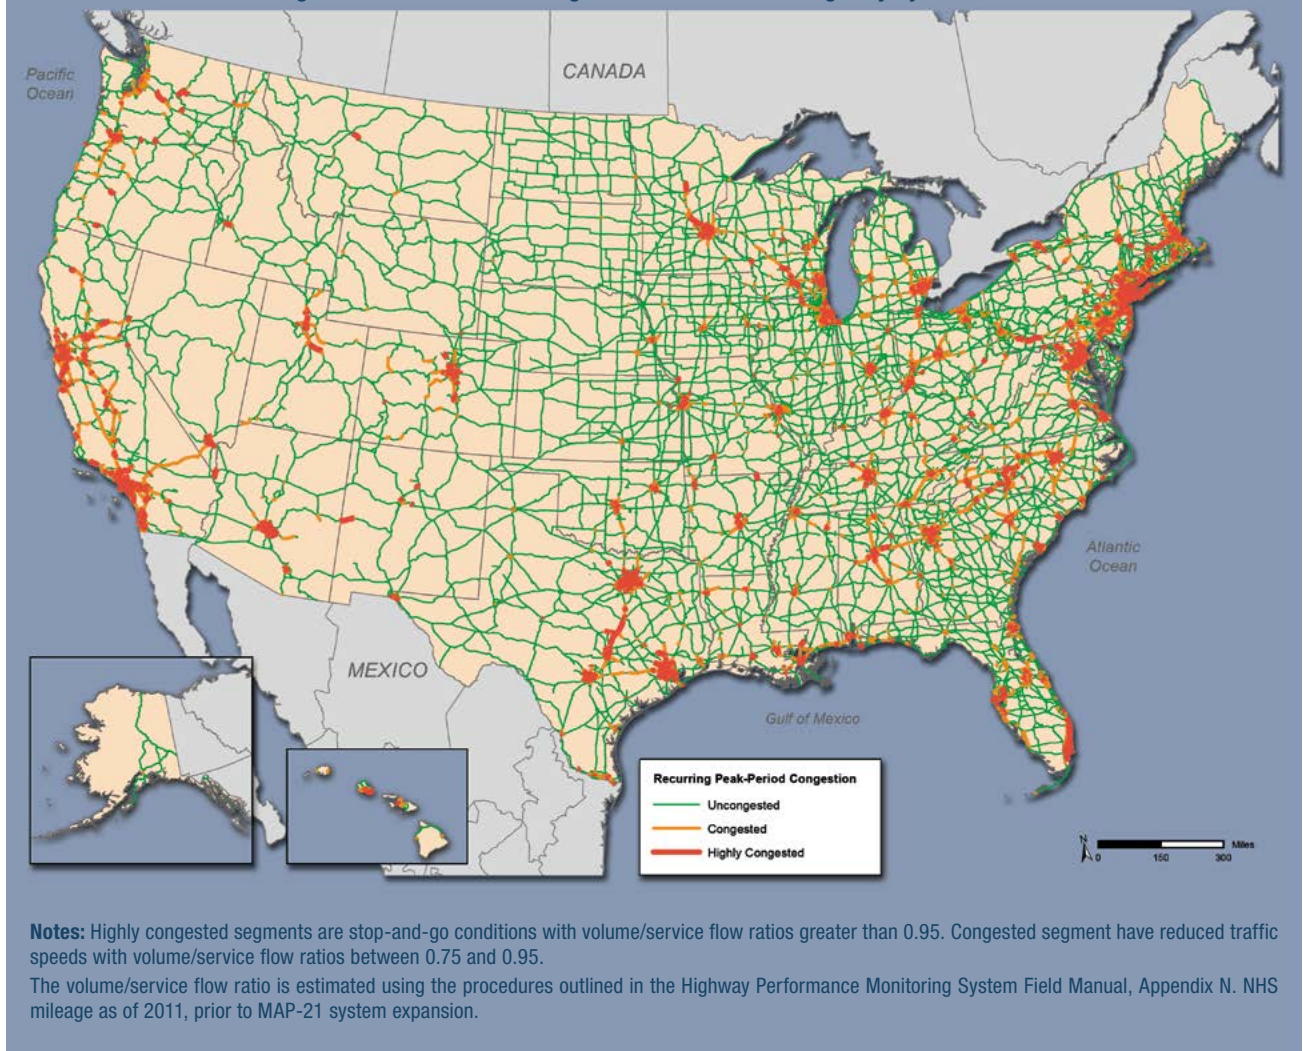 Pacific
Ocean
CANADA
Atlantic
Ocean
MEXICO
Gulf of Mexico
Recurring Peak-Period Congestion
Uncongested
Congested
Highly Congested
N
Miles
0 150 300
Notes: Highly congested segments are stop-and-go conditions with volume/service flow ratios greater than 0.95. Congested segment have reduced traffic
speeds with volume/service flow ratios between 0.75 and 0.95.
The volume/service flow ratio is estimated using the procedures outlined in the Highway Performance Monitoring System Field Manual, Appendix N. NHS
mileage as of 2011, prior to MAP-21 system expansion.